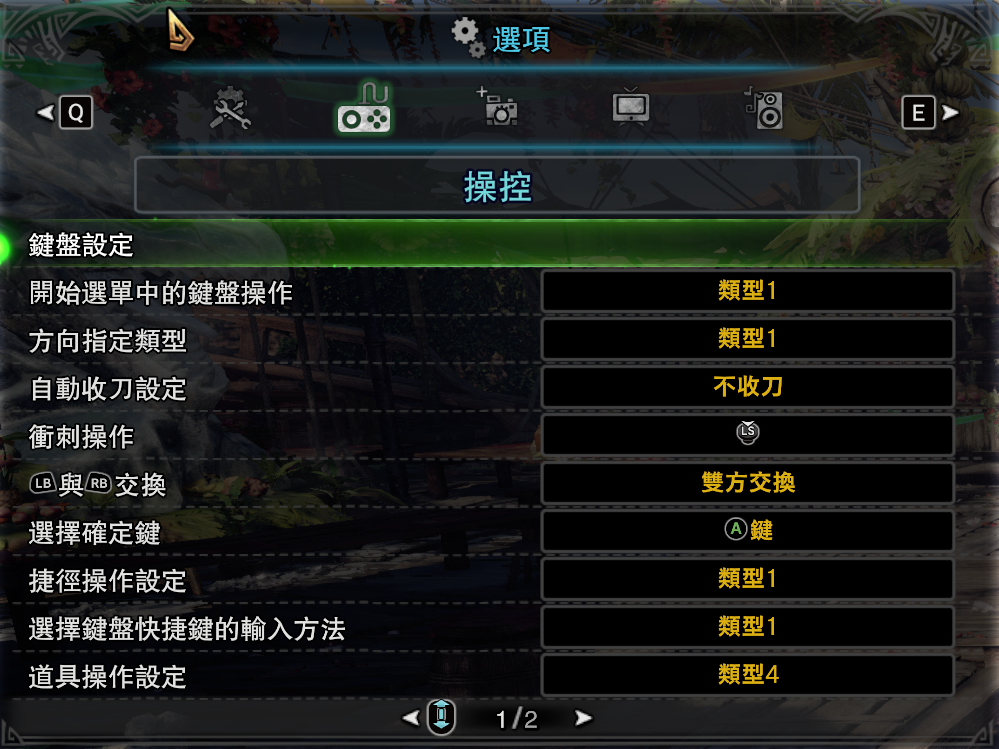 選項
Q
E
操控
鍵盤設定
開始選單中的鍵盤操作 類型1
方向指定類型 類型1
自動收刀設定 不收刀
衝刺操作 LS
LB與RB交換 雙方交換
選擇確定鍵 A鍵
捷徑操作設定 類型1
選擇鍵盤快捷鍵的輸入方法 類型1
道具操作設定 類型4
1/2